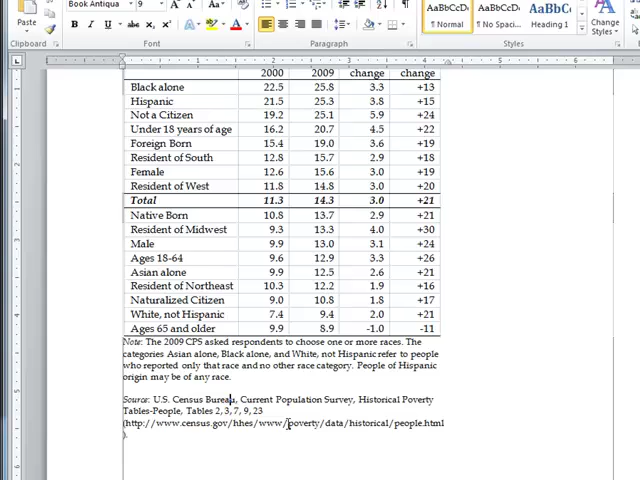 Book Antiqua 9
AaBbCcDc AaBbCcDc AaBbC
Paste
B I U
¶ Normal ¶ No Spaci... Heading 1
Change
Styles
Clipboard Font Paragraph Styles
2000 2009 change change
Black alone 22.5 25.8 3.3 +13
Hispanic 21.5 25.3 3.8 +15
Not a Citizen 19.2 25.1 5.9 +24
Under 18 years of age 16.2 20.7 4.5 +22
Foreign Born 15.4 19.0 3.6 +19
Resident of South 12.8 15.7 2.9 +18
Female 12.6 15.6 3.0 +19
Resident of West 11.8 14.8 3.0 +20
Total 11.3 14.3 3.0 +21
Native Born 10.8 13.7 2.9 +21
Resident of Midwest 9.3 13.3 4.0 +30
Male 9.9 13.0 3.1 +24
Ages 18-64 9.6 12.9 3.3 +26
Asian alone 9.9 12.5 2.6 +21
Resident of Northeast 10.3 12.2 1.9 +16
Naturalized Citizen 9.0 10.8 1.8 +17
White, not Hispanic 7.4 9.4 2.0 +21
Ages 65 and older 9.9 8.9 -1.0 -11
Note: The 2009 CPS asked respondents to choose one or more races. The
categories Asian alone, Black alone, and White, not Hispanic refer to people
who reported only that race and no other race category. People of Hispanic
origin may be of any race.
Source: U.S. Census Bureau, Current Population Survey, Historical Poverty
Tables-People, Tables 2, 3, 7, 9, 23
(http://www.census.gov/hhes/www/poverty/data/historical/people.html
).